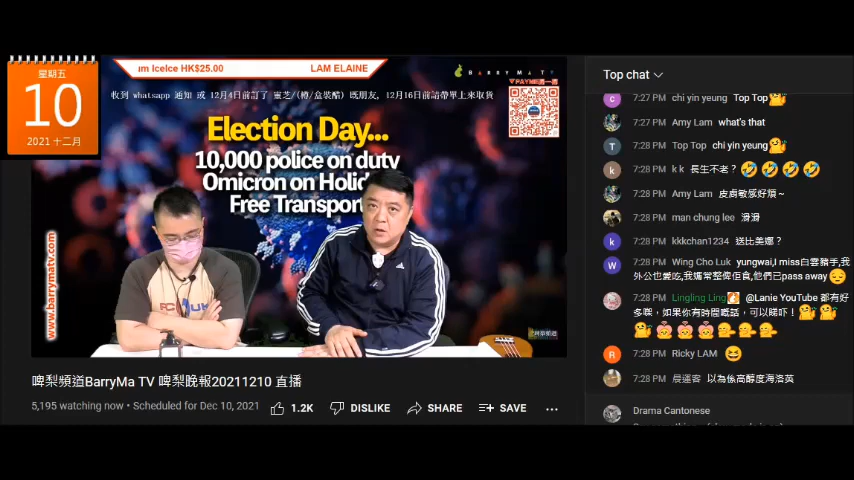 星期五
10
2021 十二月
um IceIce HK$25.00
LAM ELAINE
BARRY MA TV
收到 whatsapp 通知 或 12月4日前訂了 靈芝/(樽/盒裝醋) 既朋友, 12月16日前請帶單上來取貨
Election Day...
10,000 police on duty
Omicron on Holid
Free Transport
www.barrymatv.com
啤梨頻道BarryMa TV 啤梨晚報20211210 直播
5,195 watching now • Scheduled for Dec 10, 2021
1.2K
DISLIKE
SHARE
SAVE
Top chat
7:27 PM chi yin yeung Top Top
7:27 PM Amy Lam what's that
7:28 PM Top Top chi yin yeung
7:28 PM k k 長生不老？
7:28 PM Amy Lam 皮膚敏感好煩~
7:28 PM man chung lee 滑滑
7:28 PM kkkchan1234 送比美娜？
7:28 PM Wing Cho Luk yungwai,I miss白雲豬手,我
外公也愛吃,我媽常整俾佢食,他們已pass away
7:28 PM Lingling Ling @Lanie YouTube 都有好
多㗎，如果你有時間嘅話，可以睇吓！
7:28 PM Ricky LAM
7:28 PM 晨運客 以為係高醇度海洛英
Drama Cantonese